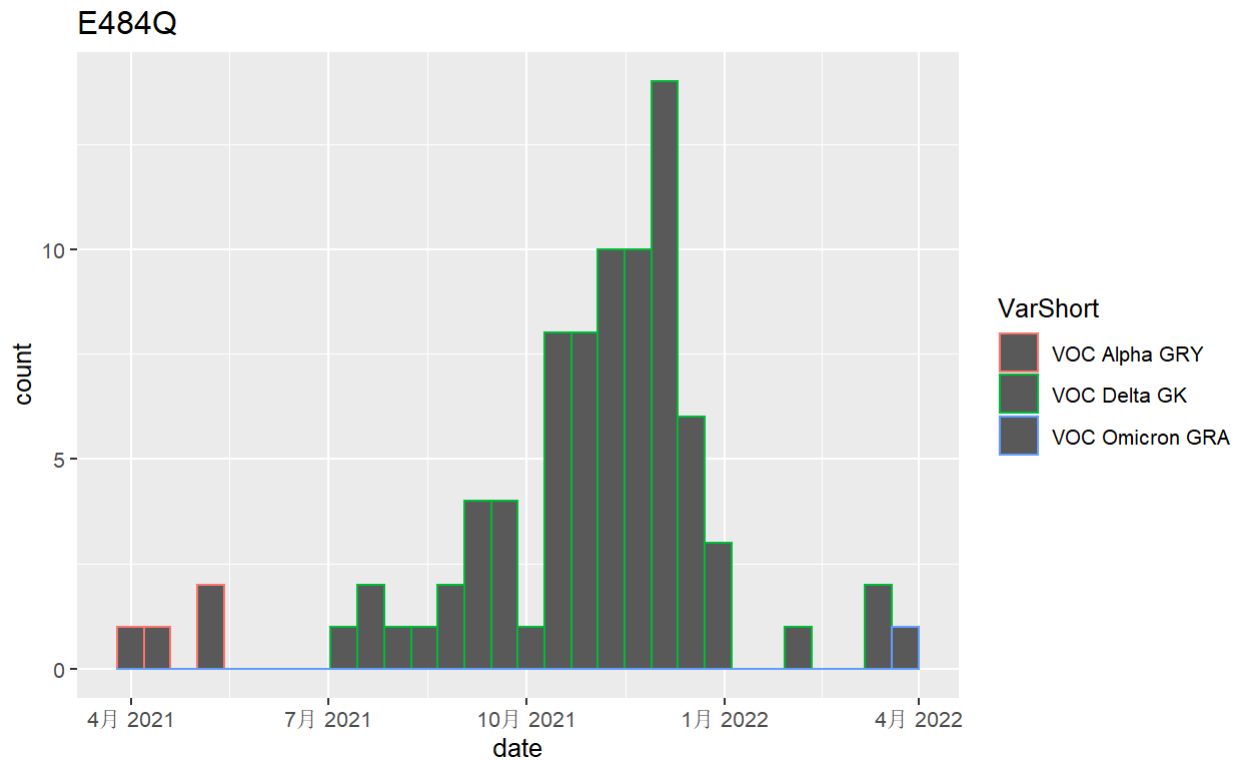 E484Q
10
5
0
count
4月 2021
7月 2021
10月 2021
1月 2022
4月 2022
date
VarShort
VOC Alpha GRY
VOC Delta GK
VOC Omicron GRA